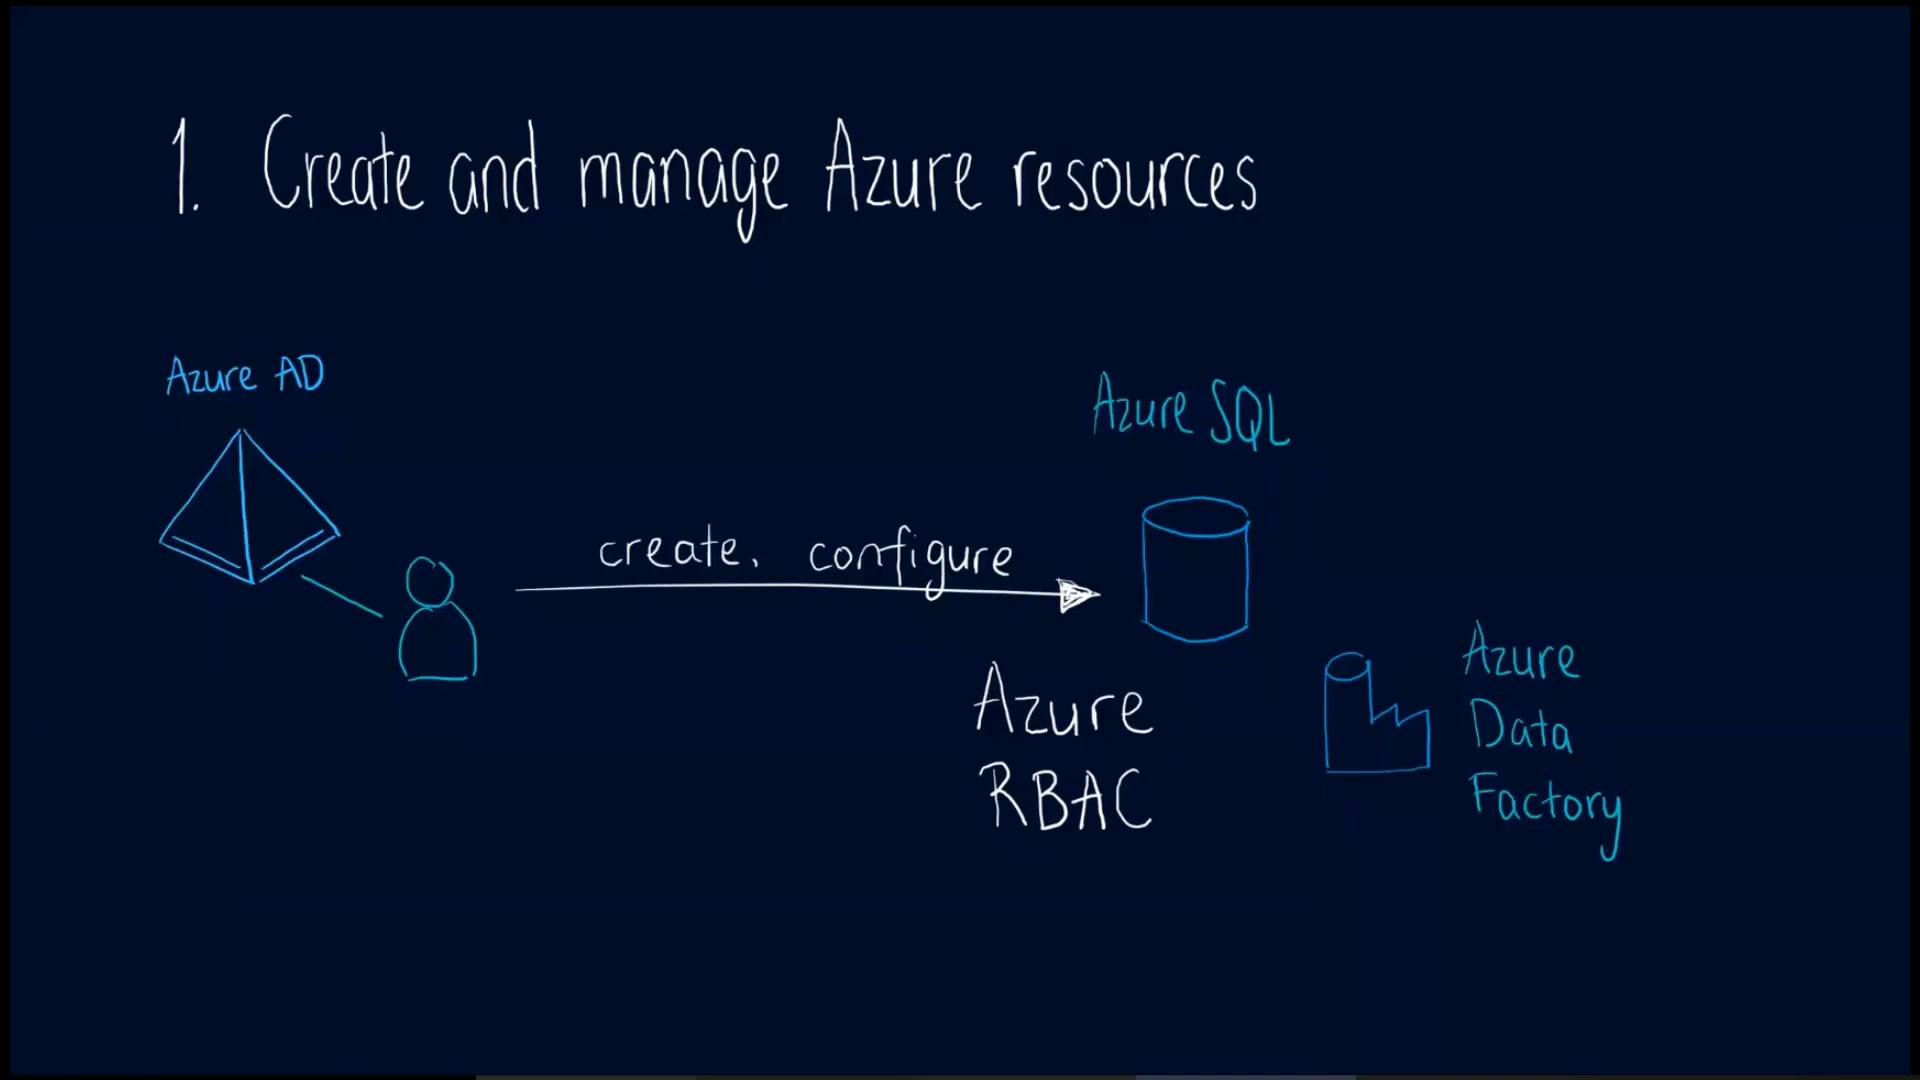 1. Create and manage Azure resources
Azure AD
create, configure
Azure SQL
Azure
RBAC
Azure
Data
Factory